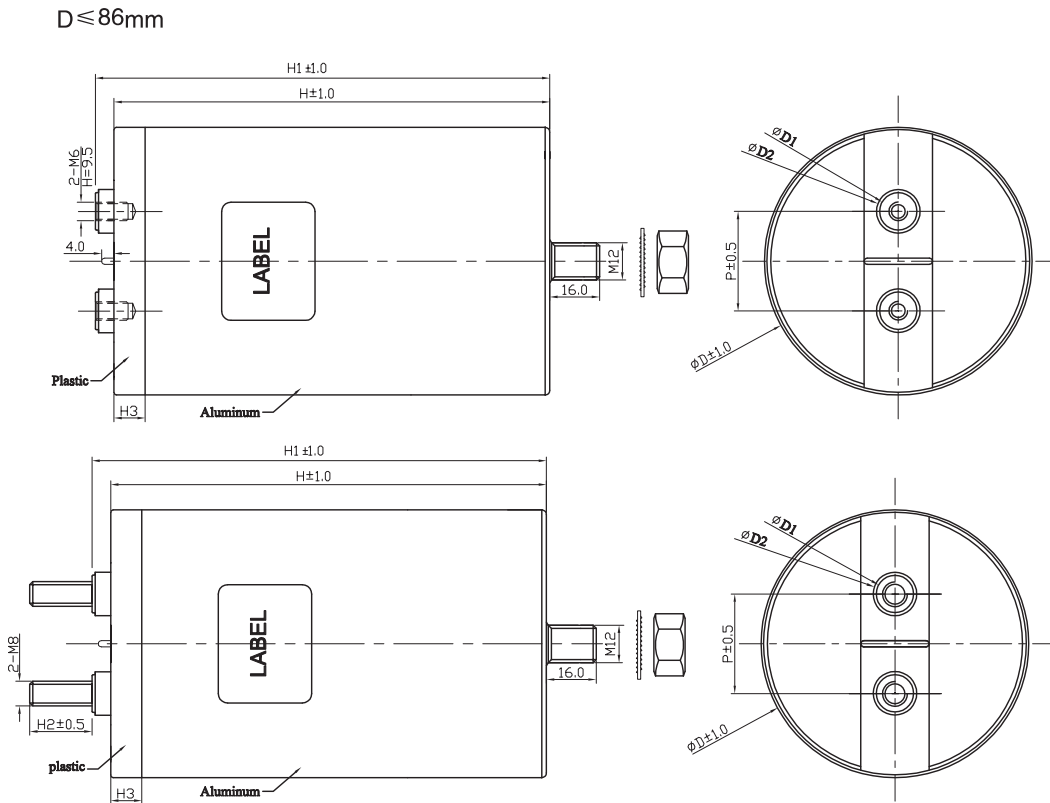 D≤86mm
H1±1.0
H±1.0
2-M6
H=9.5
4.0
LABEL
M12
16.0
Plastic
Aluminum
H3
ØD1
ØD2
P±0.5
ØD±1.0
H1±1.0
H±1.0
2-M8
H2±0.5
LABEL
M12
16.0
plastic
Aluminum
H3
ØD1
ØD2
P±0.5
ØD±1.0